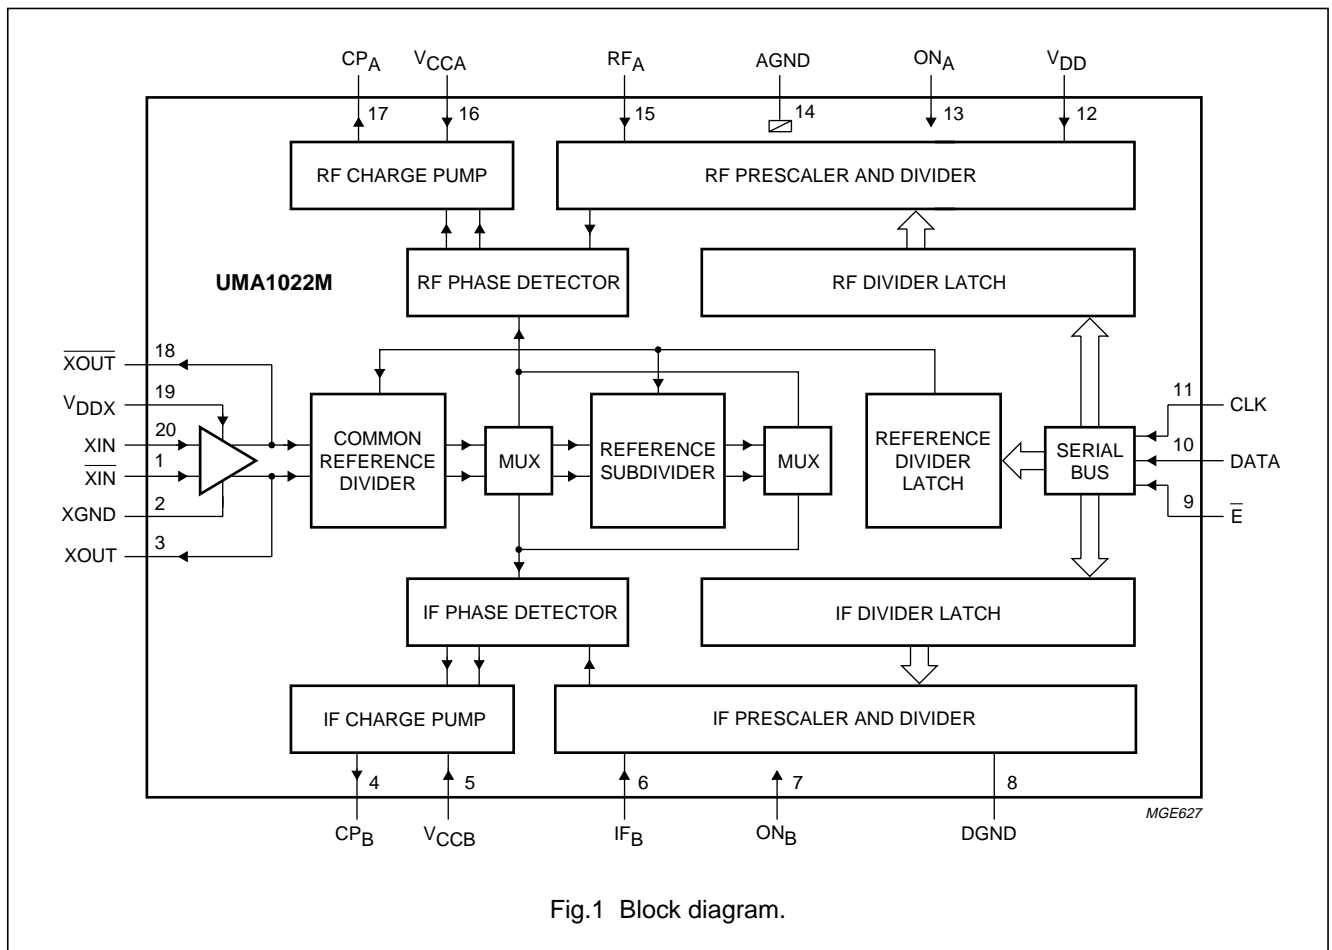 CPA VCCA RFA AGND ONA VDD
17 16 15 14 13 12
RF CHARGE PUMP RF PRESCALER AND DIVIDER
UMA1022M RF PHASE DETECTOR RF DIVIDER LATCH
XOUT 18
VDDX 19
XIN 20
XIN 1
XGND 2
XOUT 3
COMMON
REFERENCE
DIVIDER
MUX
REFERENCE
SUBDIVIDER
MUX
REFERENCE
DIVIDER
LATCH
SERIAL
BUS
11 CLK
10 DATA
9 E
IF PHASE DETECTOR IF DIVIDER LATCH
IF CHARGE PUMP IF PRESCALER AND DIVIDER
4 5 6 7 8
CPB VCCB IFB ONB DGND
MGE627
Fig.1 Block diagram.